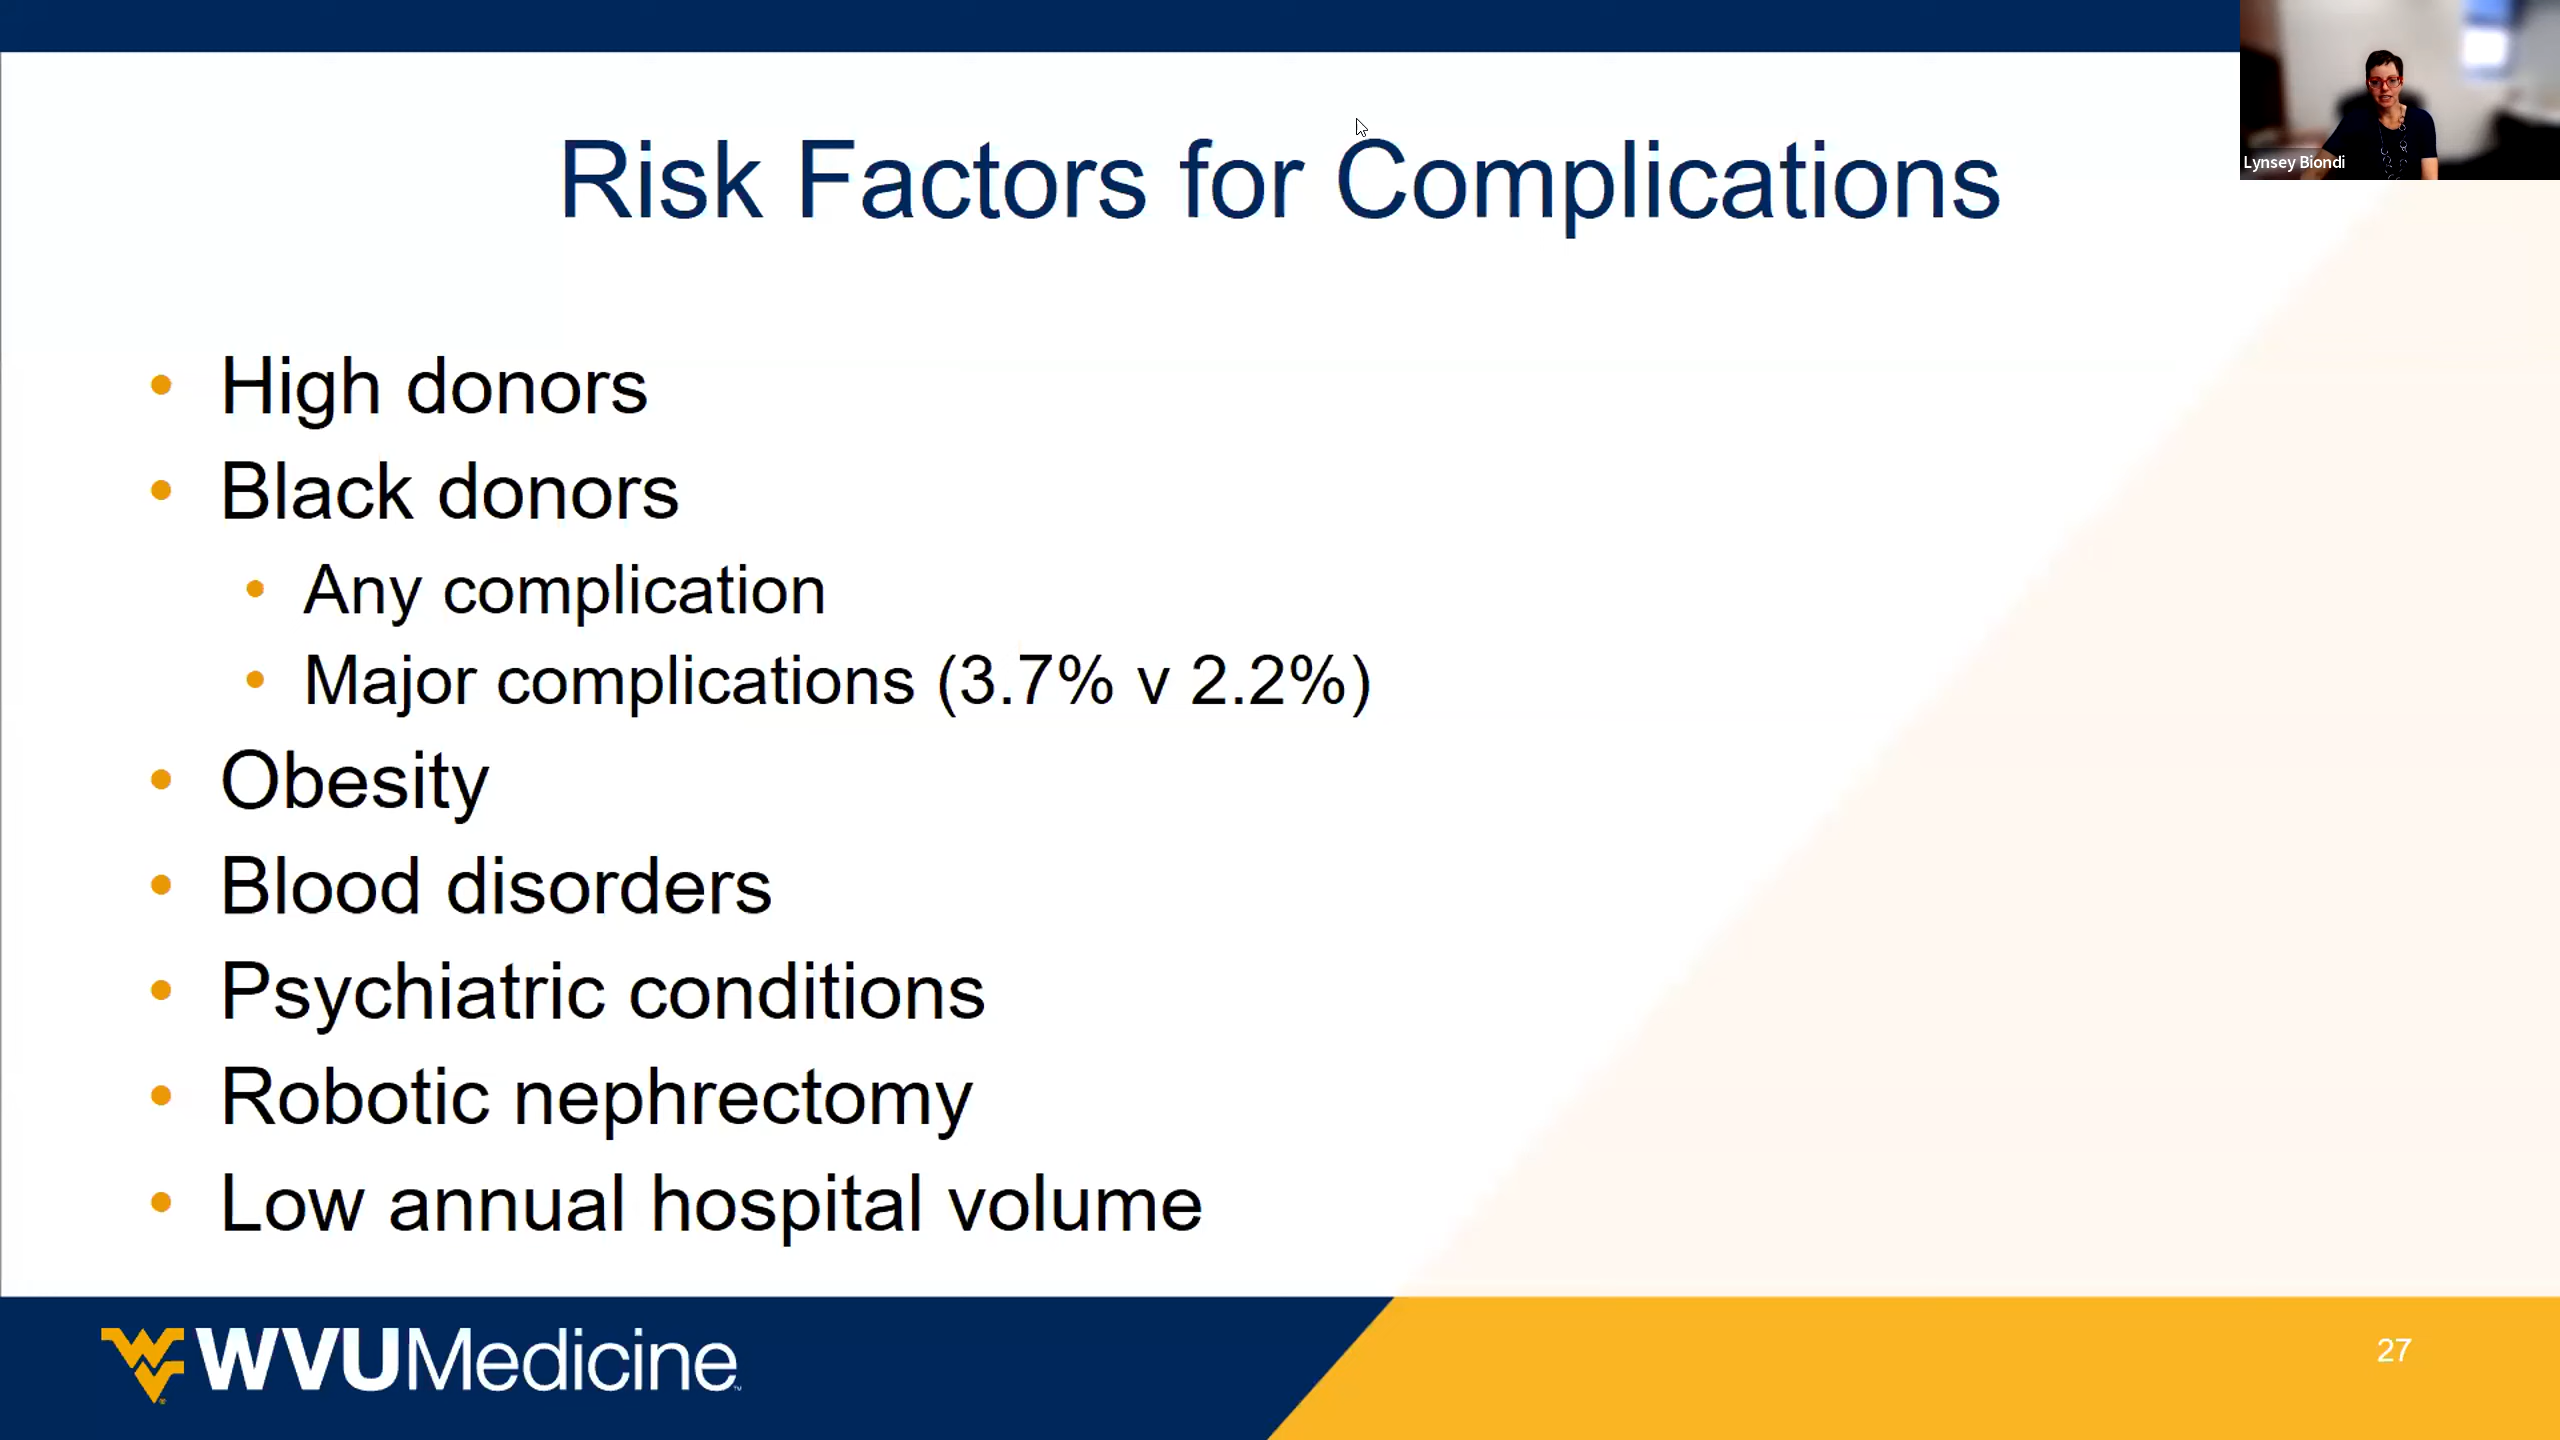 Lynsey Biondi
Risk Factors for Complications
• High donors
• Black donors
• Any complication
• Major complications (3.7% v 2.2%)
• Obesity
• Blood disorders
• Psychiatric conditions
• Robotic nephrectomy
• Low annual hospital volume
WVUMedicine™
27